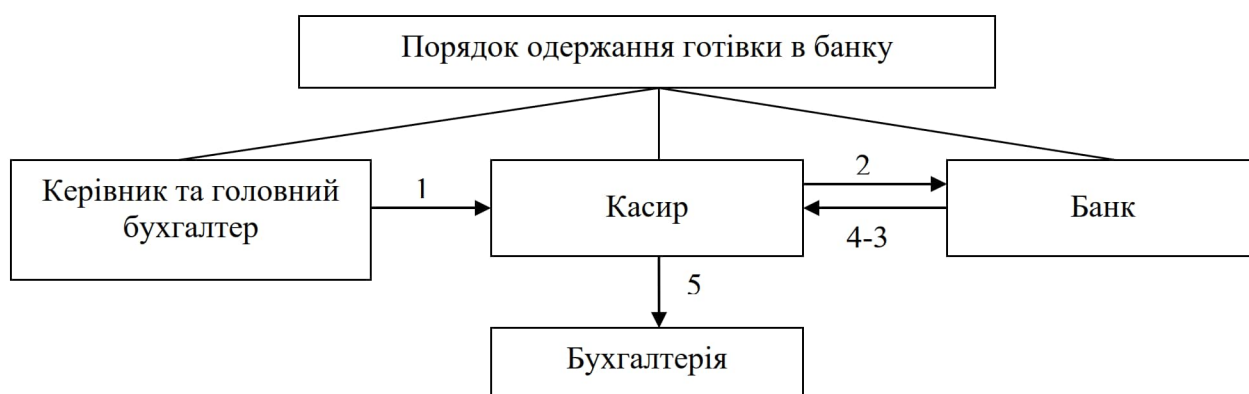 Порядок одержання готівки в банку
Керівник та головний
бухгалтер
1
Касир
2
4-3
Банк
5
Бухгалтерія